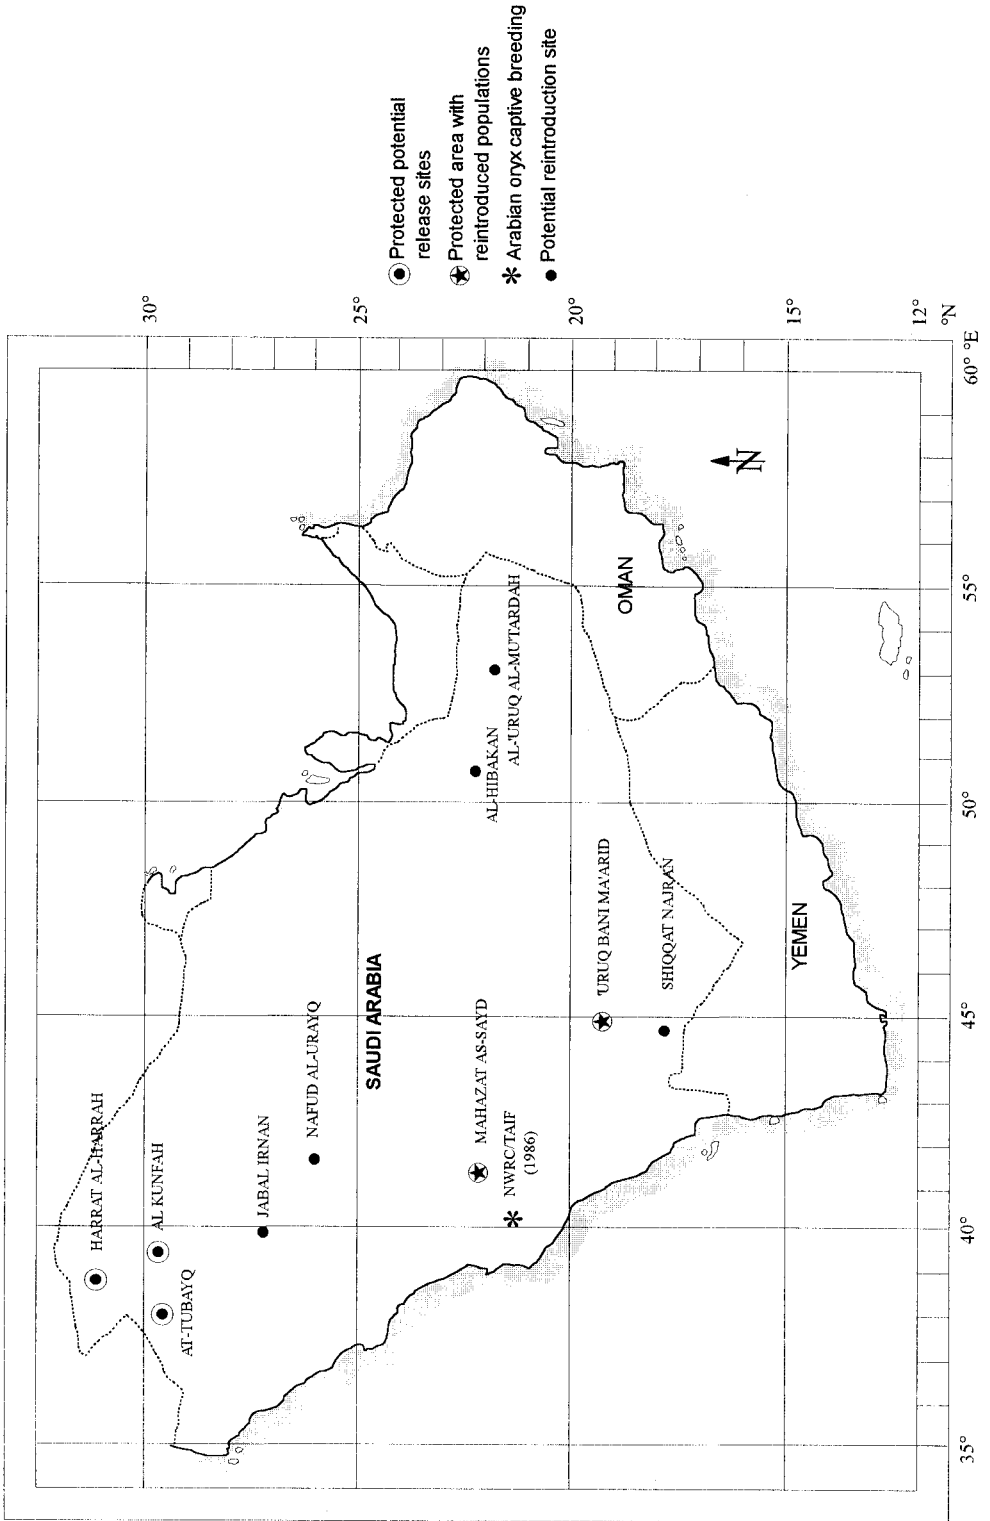 HARRAT AL-HARRAH
AL KUNFAH
AT-TUBAYQ
JABAL IRNAN
NAFUD AL-URAYQ
SAUDI ARABIA
MAHAZAT AS-SAYD
NWRC/TAIF
(1986)
'URUQ BANI MA'ARID
SHIQQAT NAJRAN
AL-HIBAKAN
AL-'URUQ AL-MUTARDAH
OMAN
YEMEN
N
30°
25°
20°
15°
12°
°N
35°
40°
45°
50°
55°
60° °E
Protected potential
release sites
Protected area with
reintroduced populations
Arabian oryx captive breeding
Potential reintroduction site